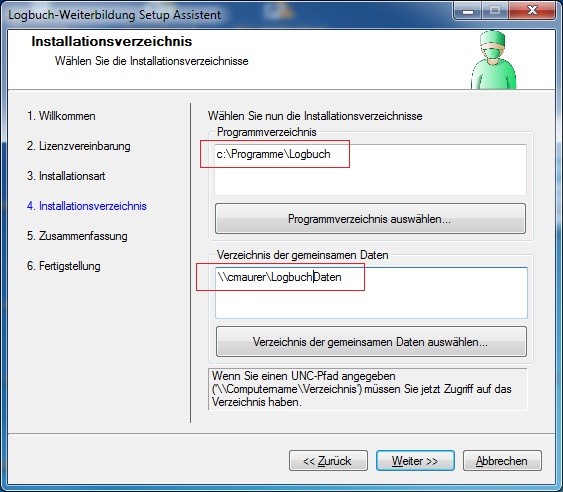 Logbuch-Weiterbildung Setup Assistent
Installationsverzeichnis
Wählen Sie die Installationsverzeichnisse
1. Willkommen
2. Lizenzvereinbarung
3. Installationsart
4. Installationsverzeichnis
5. Zusammenfassung
6. Fertigstellung
Wählen Sie nun die Installationsverzeichnisse
Programmverzeichnis
c:\Programme\Logbuch
Programmverzeichnis auswählen...
Verzeichnis der gemeinsamen Daten
\\cmaurer\LogbuchDaten
Verzeichnis der gemeinsamen Daten auswählen...
Wenn Sie einen UNC-Pfad angegeben
('\\Computername\Verzeichnis') müssen Sie jetzt Zugriff auf das
Verzeichnis haben.
<< Zurück
Weiter >>
Abbrechen